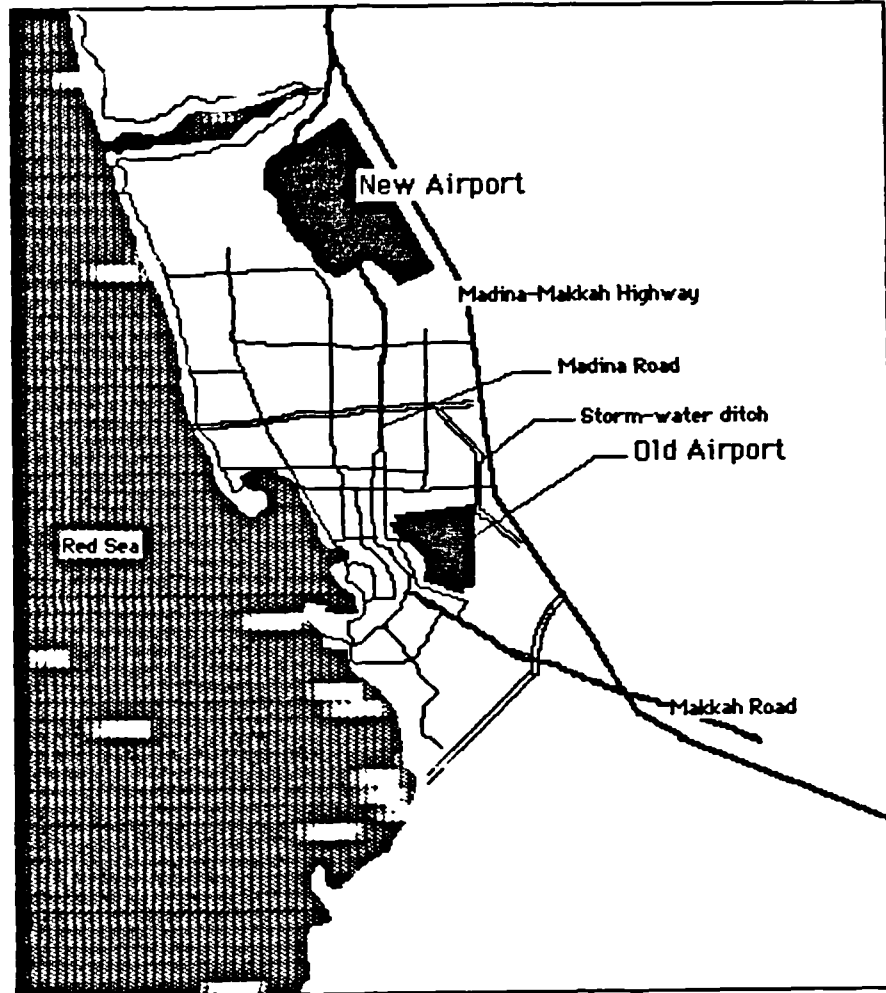 New Airport
Madina-Makkah Highway
Madina Road
Storm-water ditch
Old Airport
Red Sea
Makkah Road